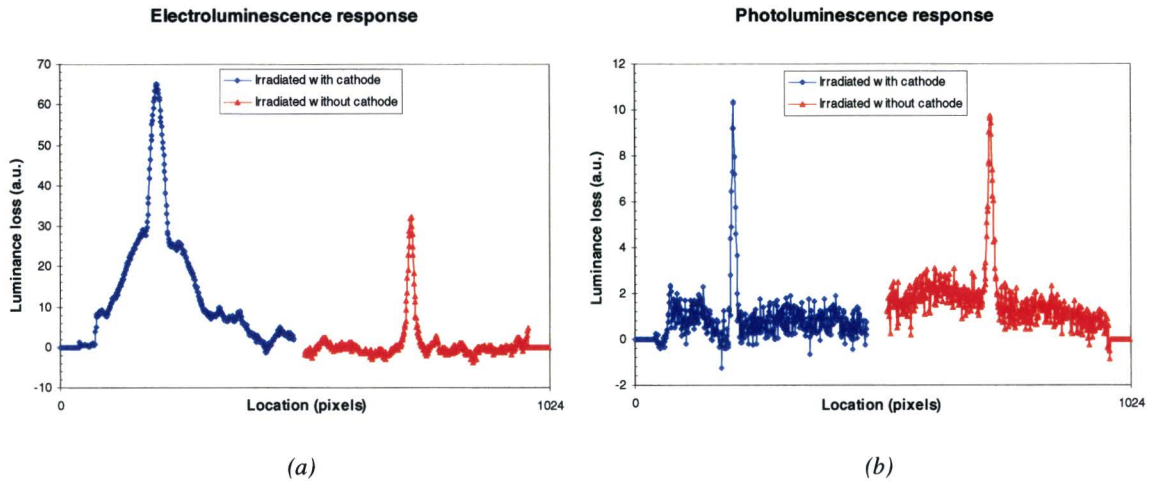 Electroluminescence response
Irradiated with cathode
Irradiated without cathode
Luminance loss (a.u.)
70
60
50
40
30
20
10
0
-10
0
Location (pixels)
1024
(a)
Photoluminescence response
Irradiated with cathode
Irradiated without cathode
Luminance loss (a.u.)
12
10
8
6
4
2
0
-2
0
Location (pixels)
1024
(b)